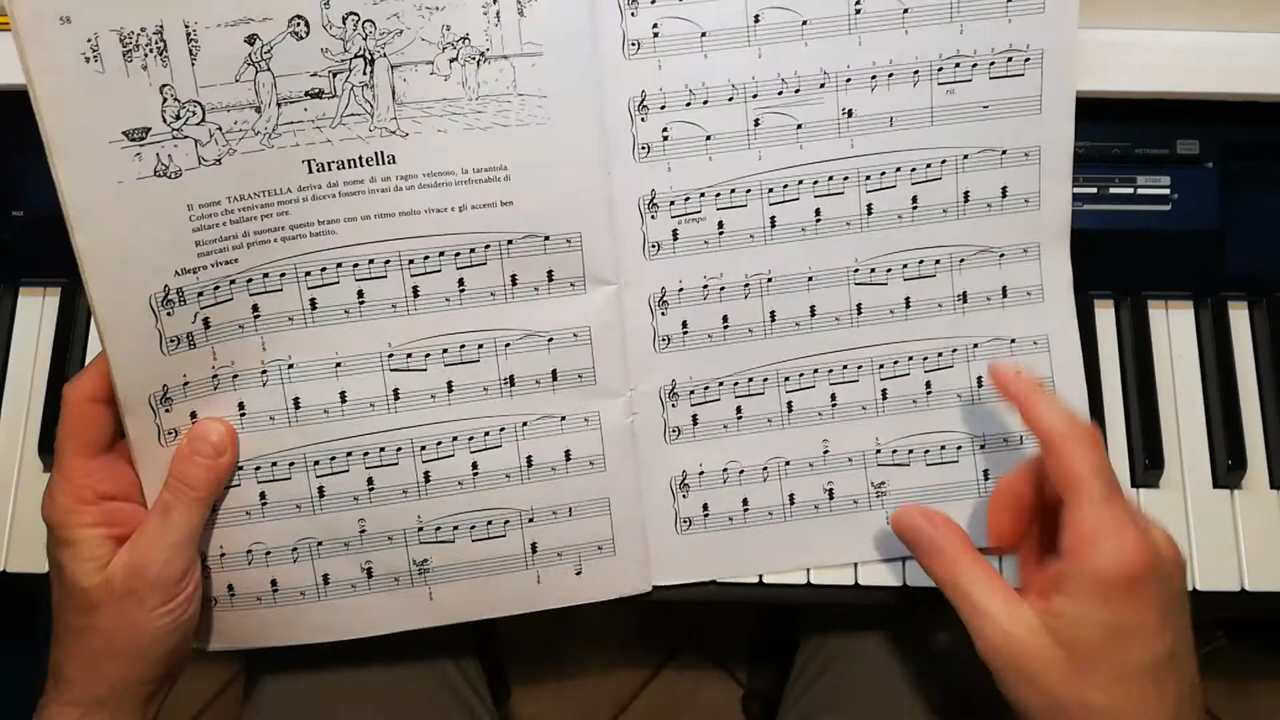 58
Tarantella
Il nome TARANTELLA deriva dal nome di un ragno velenoso, la tarantola.
Coloro che venivano morsi si diceva fossero invasi da un desiderio irrefrenabile di
saltare e ballare per ore.
Ricordarsi di suonare questo brano con un ritmo molto vivace e gli accenti ben
marcati sul primo e quarto battito.
Allegro vivace
f
rit.
a tempo
METRONOME